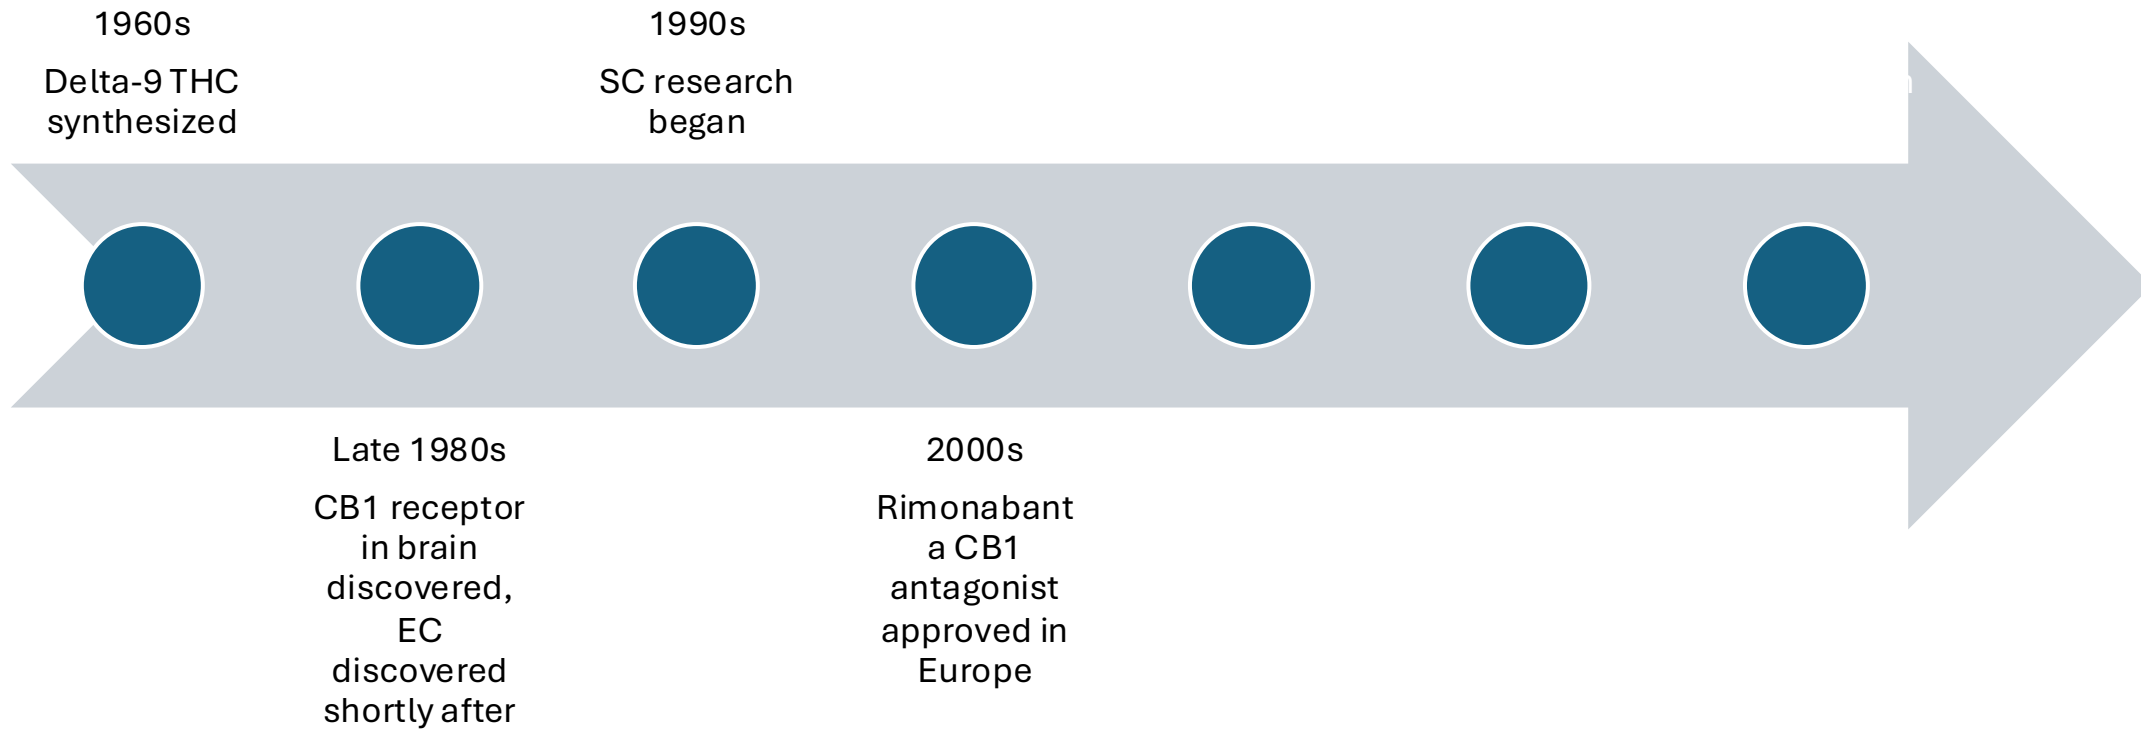 1960s
Delta-9 THC
synthesized
Late 1980s
CB1 receptor
in brain
discovered,
EC
discovered
shortly after
1990s
SC research
began
2000s
Rimonabant
a CB1
antagonist
approved in
Europe